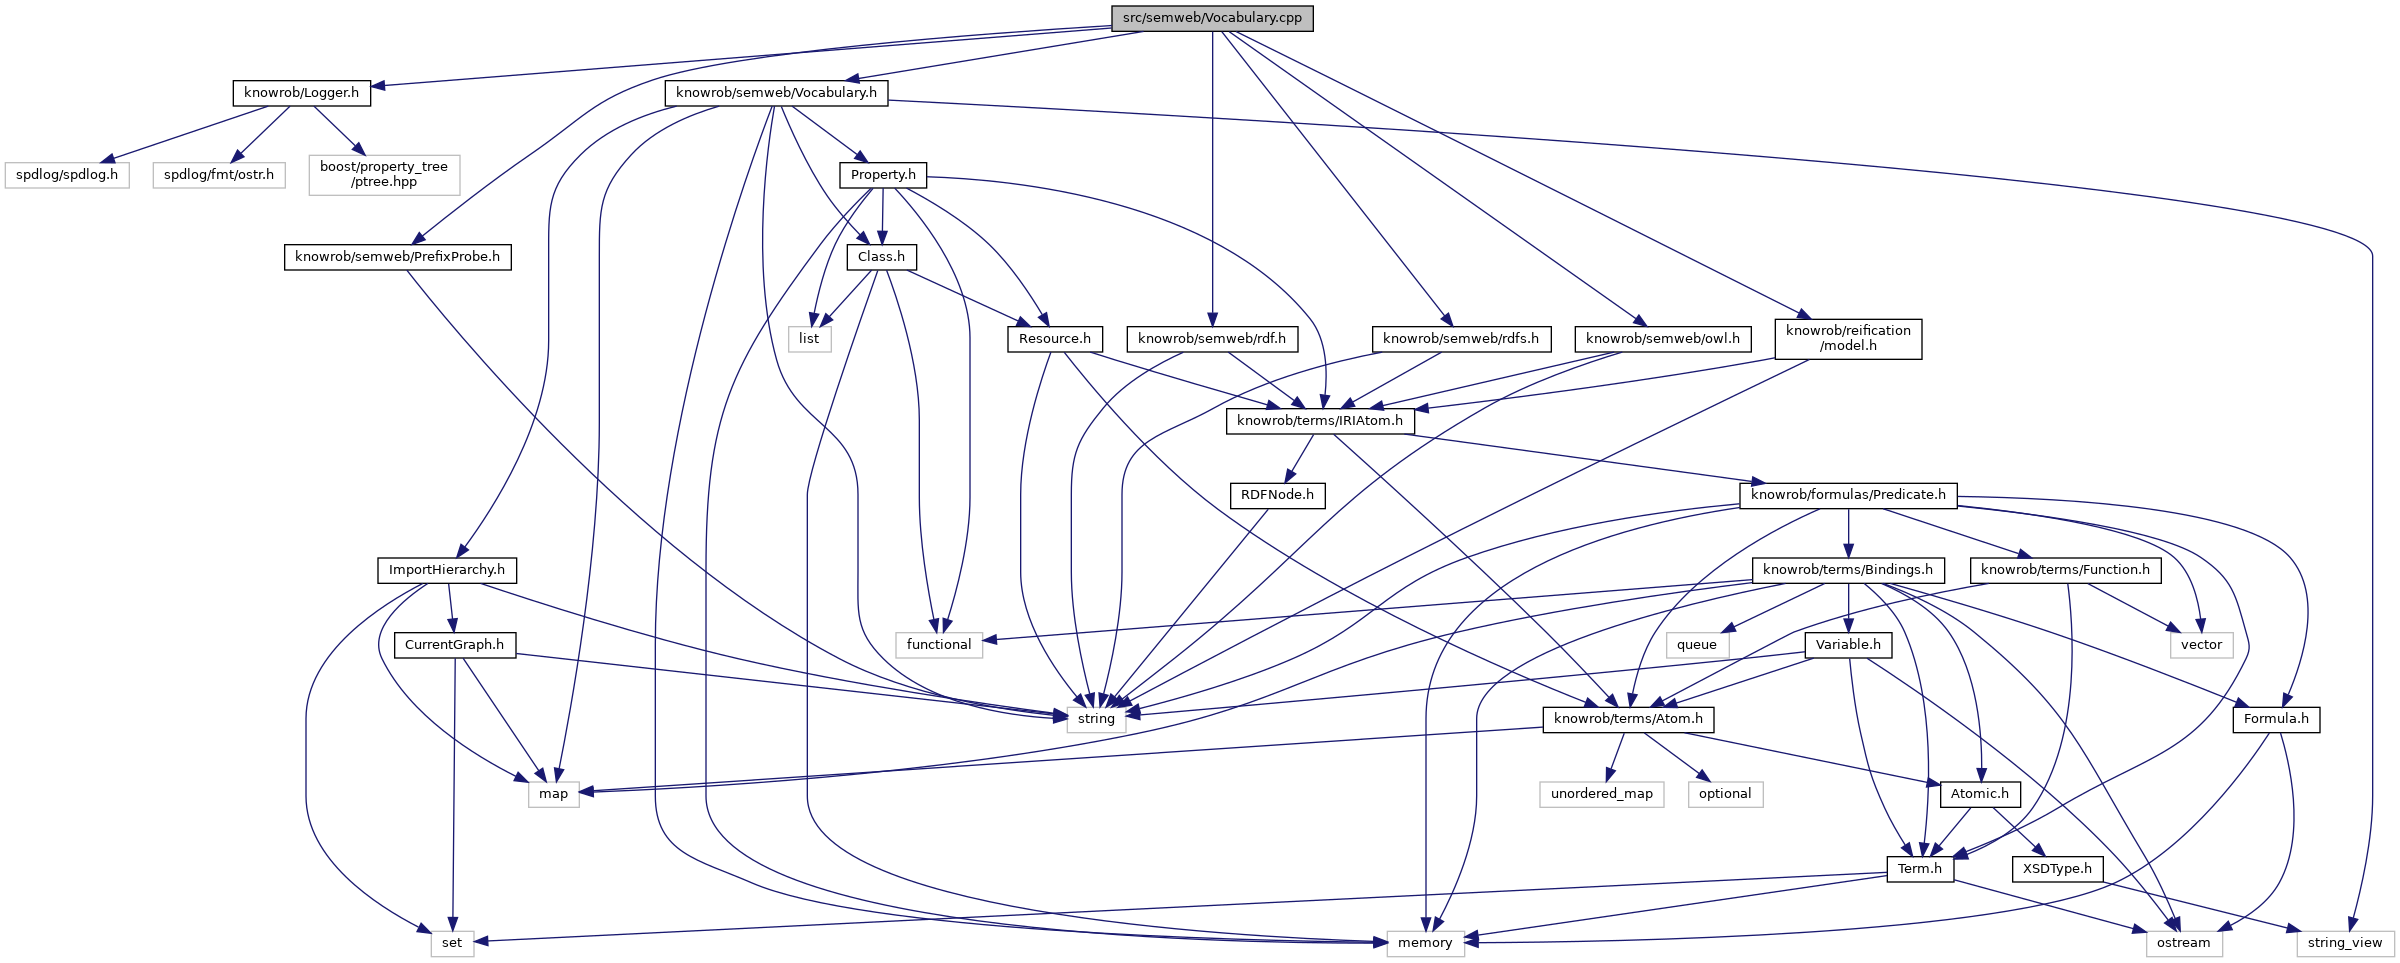 src/semweb/Vocabulary.cpp
knowrob/Logger.h
knowrob/semweb/Vocabulary.h
spdlog/spdlog.h
spdlog/fmt/ostr.h
boost/property_tree
/ptree.hpp
Property.h
knowrob/semweb/PrefixProbe.h
Class.h
list
Resource.h
knowrob/semweb/rdf.h
knowrob/semweb/rdfs.h
knowrob/semweb/owl.h
knowrob/reification
/model.h
knowrob/terms/IRIAtom.h
RDFNode.h
knowrob/formulas/Predicate.h
ImportHierarchy.h
knowrob/terms/Bindings.h
knowrob/terms/Function.h
CurrentGraph.h
functional
queue
Variable.h
vector
string
knowrob/terms/Atom.h
Formula.h
map
unordered_map
optional
Atomic.h
Term.h
XSDType.h
set
memory
ostream
string_view